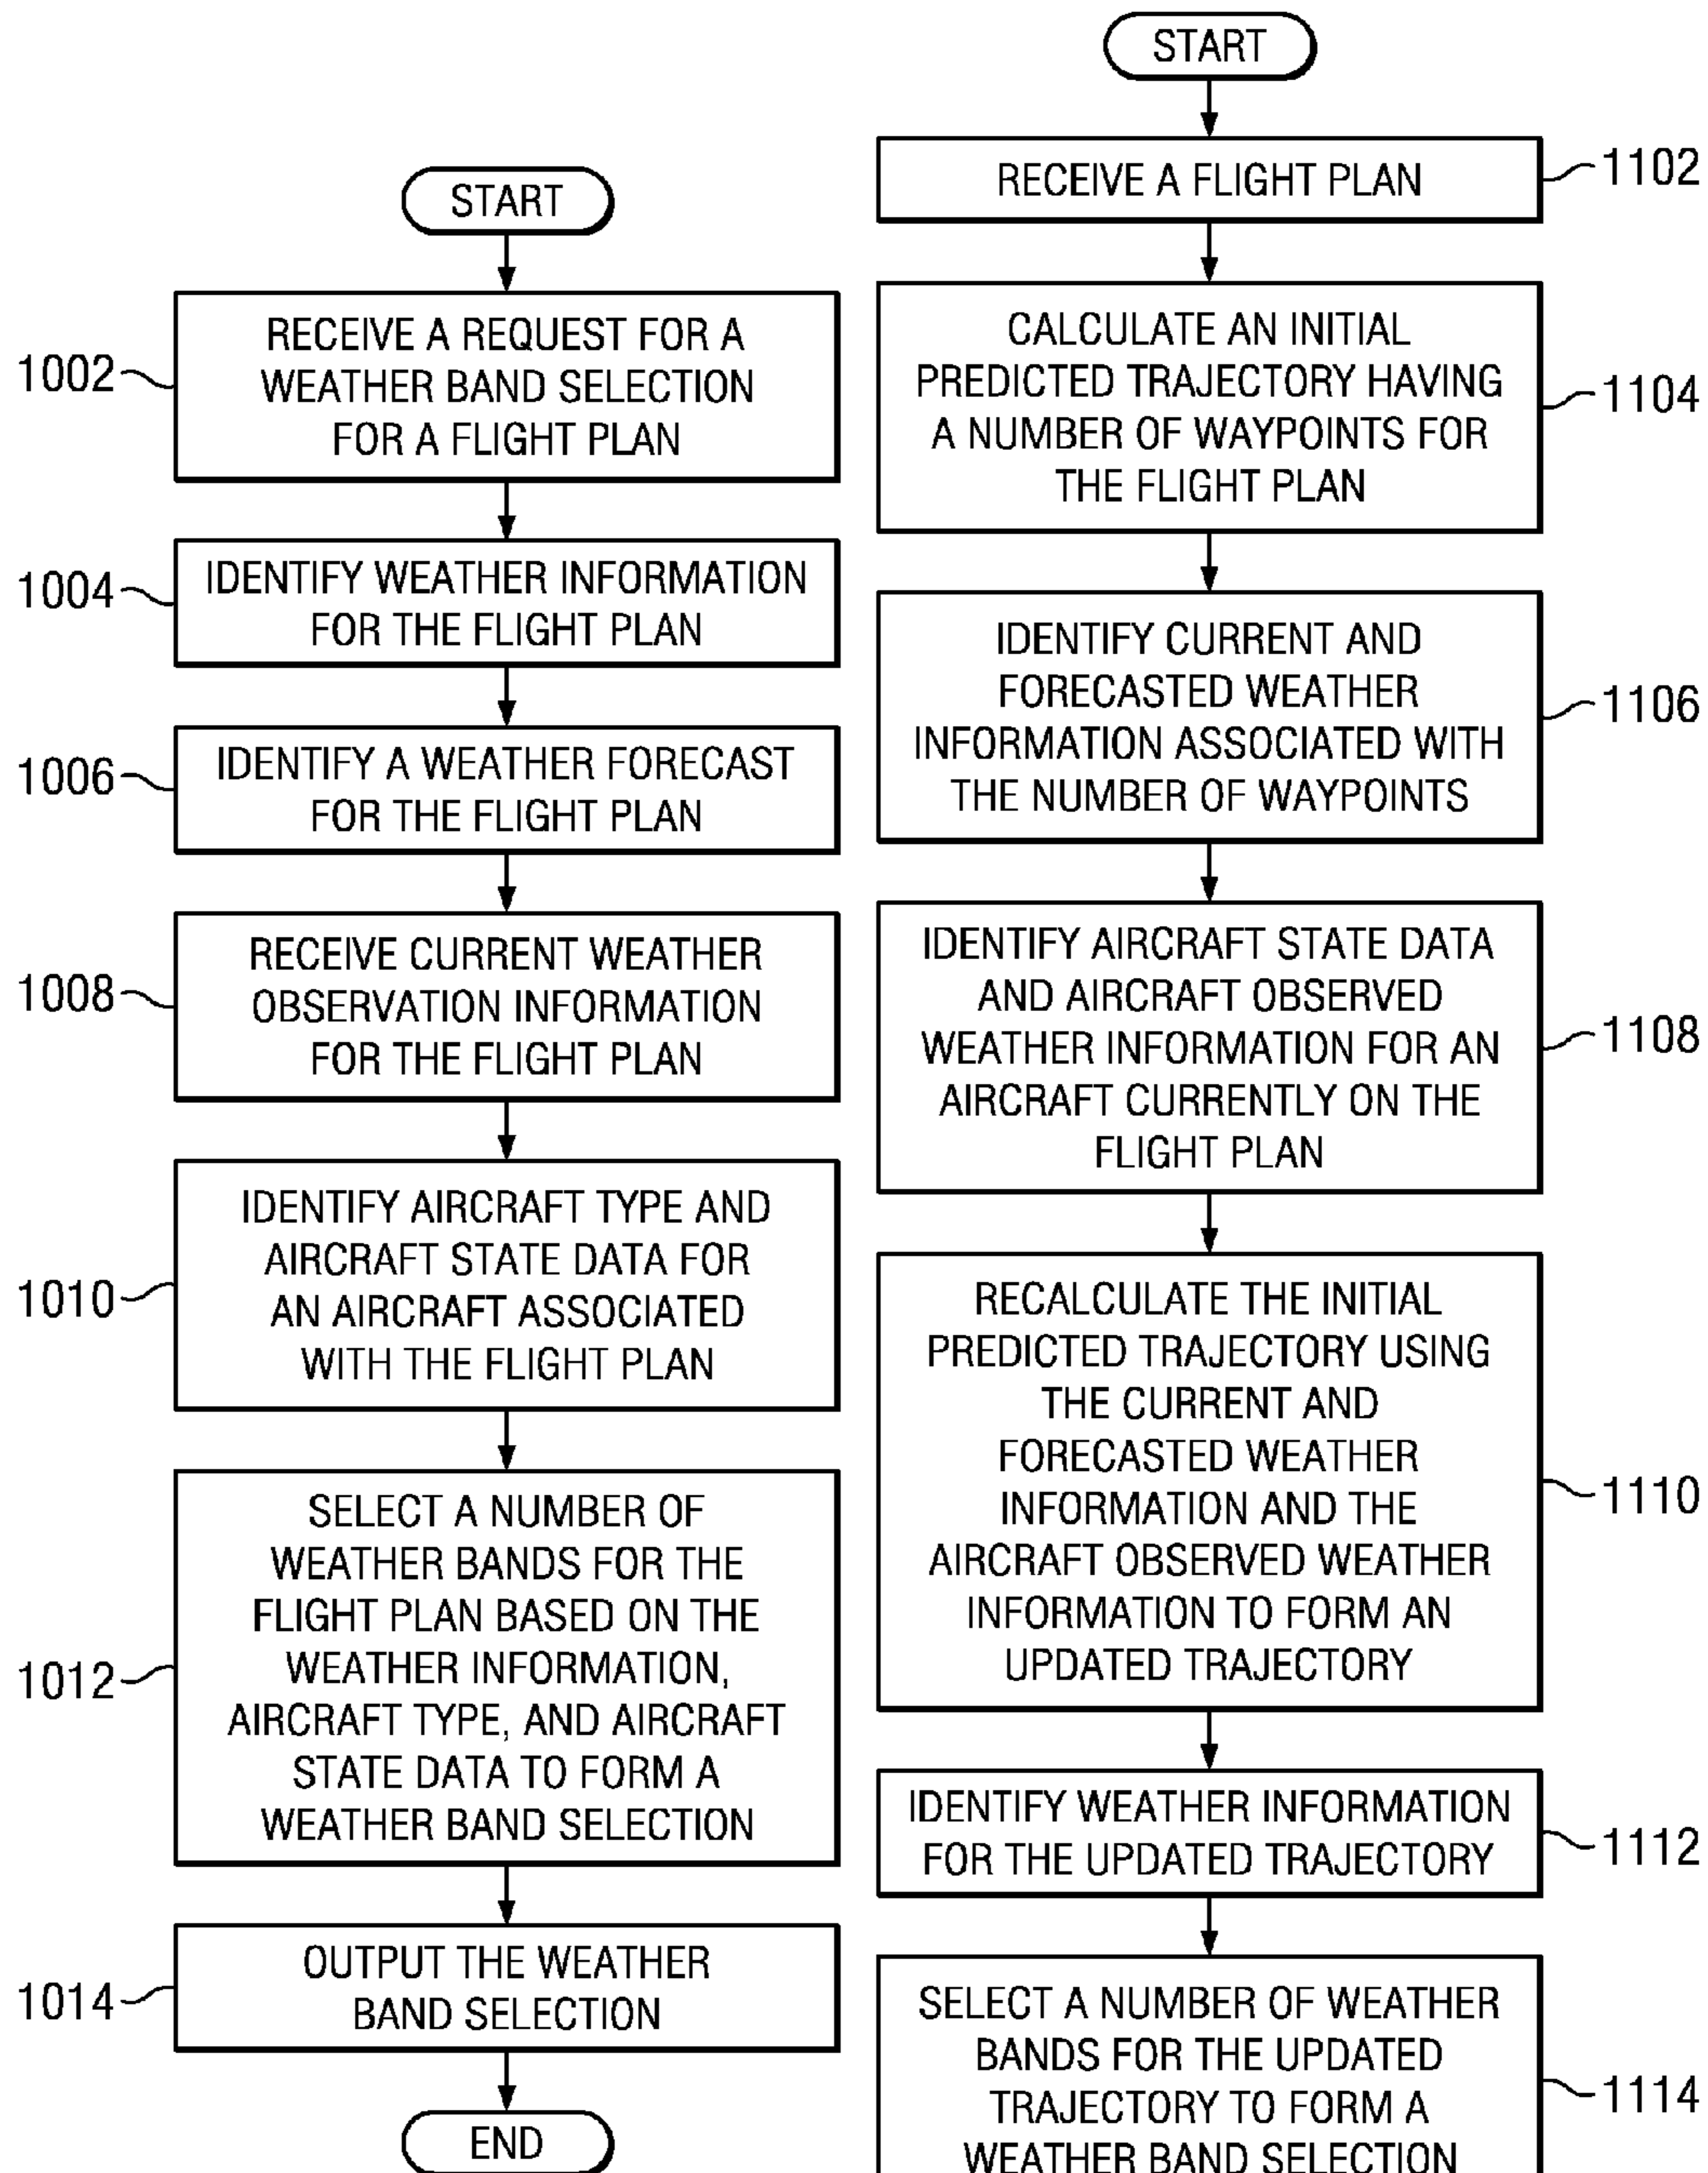 START
1002
RECEIVE A REQUEST FOR A
WEATHER BAND SELECTION
FOR A FLIGHT PLAN
1004
IDENTIFY WEATHER INFORMATION
FOR THE FLIGHT PLAN
1006
IDENTIFY A WEATHER FORECAST
FOR THE FLIGHT PLAN
1008
RECEIVE CURRENT WEATHER
OBSERVATION INFORMATION
FOR THE FLIGHT PLAN
1010
IDENTIFY AIRCRAFT TYPE AND
AIRCRAFT STATE DATA FOR
AN AIRCRAFT ASSOCIATED
WITH THE FLIGHT PLAN
1012
SELECT A NUMBER OF
WEATHER BANDS FOR THE
FLIGHT PLAN BASED ON THE
WEATHER INFORMATION,
AIRCRAFT TYPE, AND AIRCRAFT
STATE DATA TO FORM A
WEATHER BAND SELECTION
1014
OUTPUT THE WEATHER
BAND SELECTION
END
START
RECEIVE A FLIGHT PLAN
1102
CALCULATE AN INITIAL
PREDICTED TRAJECTORY HAVING
A NUMBER OF WAYPOINTS FOR
THE FLIGHT PLAN
1104
IDENTIFY CURRENT AND
FORECASTED WEATHER
INFORMATION ASSOCIATED WITH
THE NUMBER OF WAYPOINTS
1106
IDENTIFY AIRCRAFT STATE DATA
AND AIRCRAFT OBSERVED
WEATHER INFORMATION FOR AN
AIRCRAFT CURRENTLY ON THE
FLIGHT PLAN
1108
RECALCULATE THE INITIAL
PREDICTED TRAJECTORY USING
THE CURRENT AND
FORECASTED WEATHER
INFORMATION AND THE
AIRCRAFT OBSERVED WEATHER
INFORMATION TO FORM AN
UPDATED TRAJECTORY
1110
IDENTIFY WEATHER INFORMATION
FOR THE UPDATED TRAJECTORY
1112
SELECT A NUMBER OF WEATHER
BANDS FOR THE UPDATED
TRAJECTORY TO FORM A
WEATHER BAND SELECTION
1114